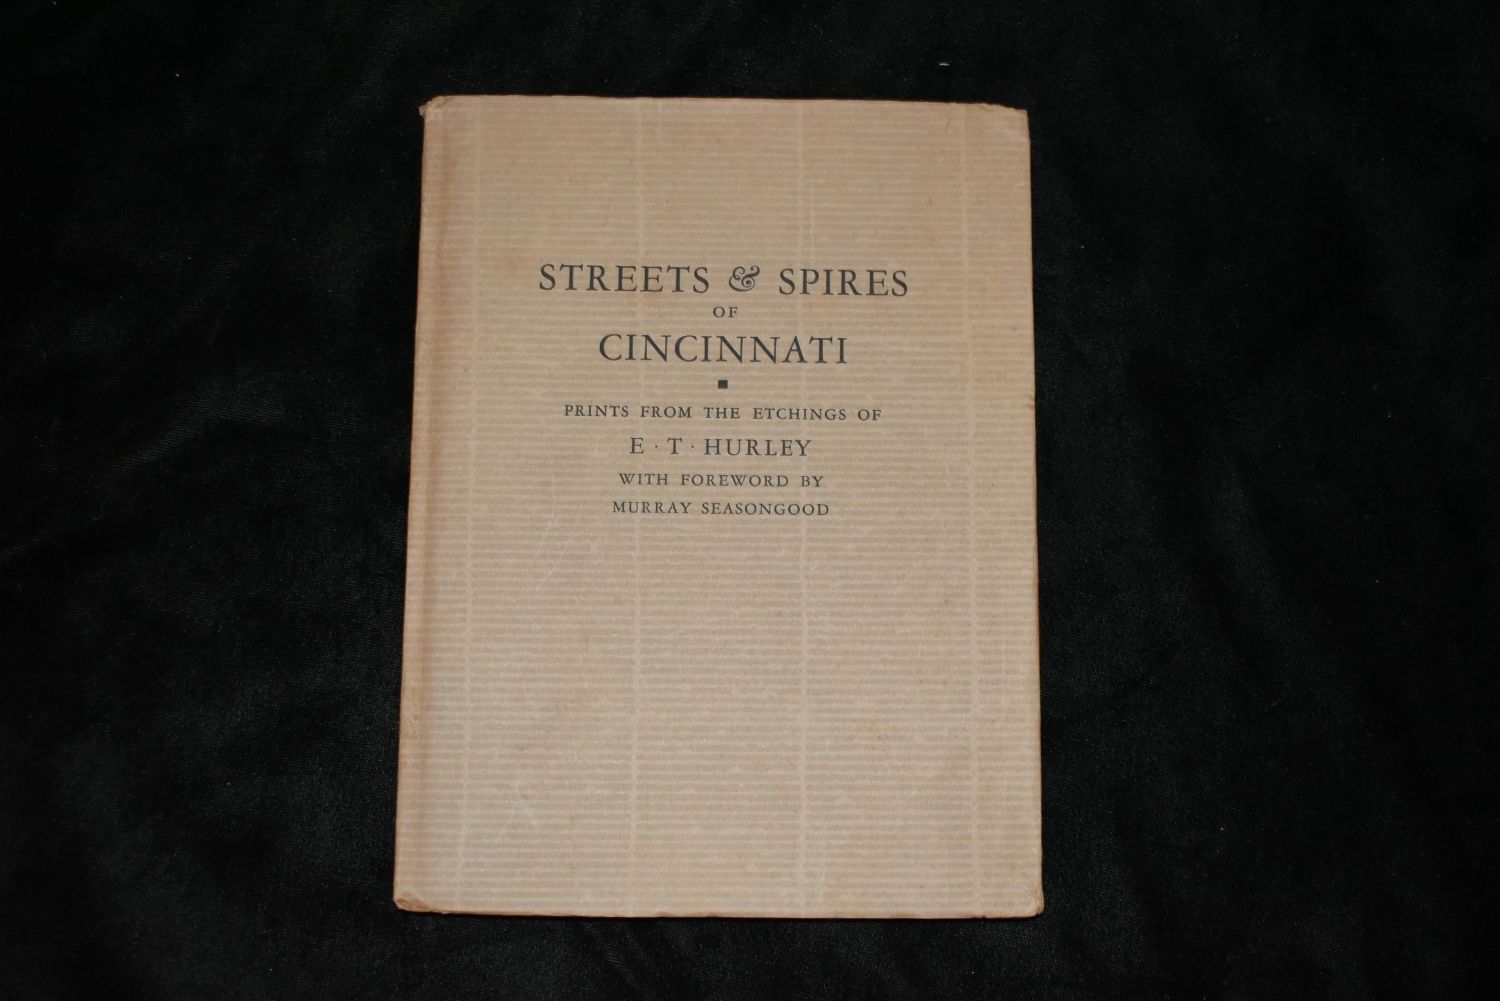 STREETS & SPIRES
OF
CINCINNATI
PRINTS FROM THE ETCHINGS OF
E · T · HURLEY
WITH FOREWORD BY
MURRAY SEASONGOOD